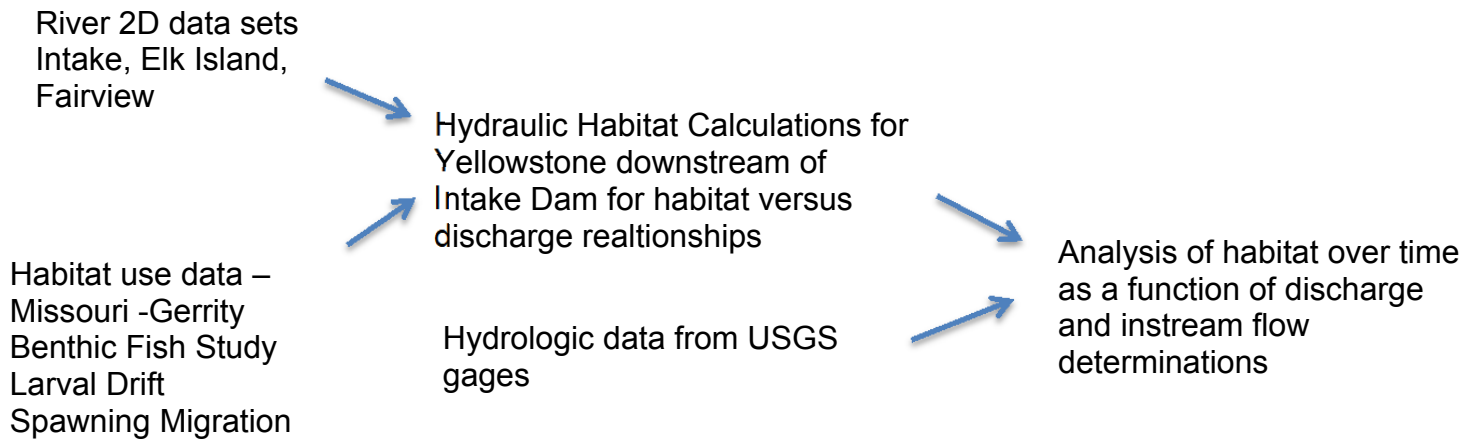 River 2D data sets
Intake, Elk Island,
Fairview
Hydraulic Habitat Calculations for
Yellowstone downstream of
Intake Dam for habitat versus
discharge realtionships
Habitat use data –
Missouri -Gerrity
Benthic Fish Study
Larval Drift
Spawning Migration
Hydrologic data from USGS
gages
Analysis of habitat over time
as a function of discharge
and instream flow
determinations